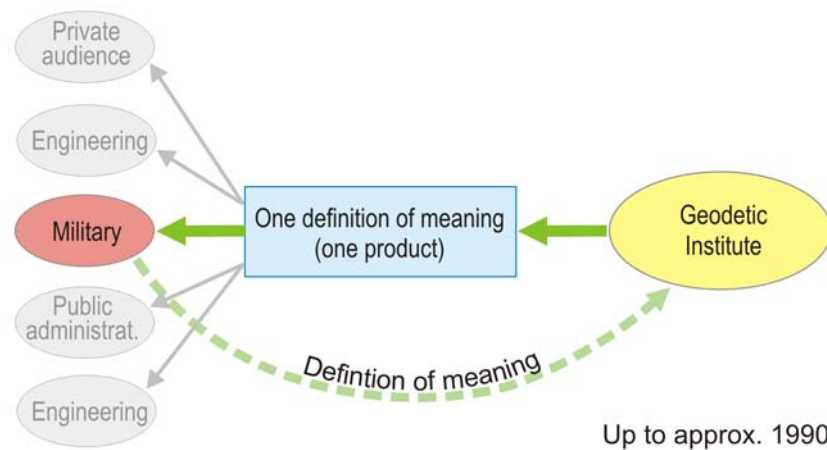 Private
audience
Engineering
Military
Public
administrat.
Engineering
One definition of meaning
(one product)
Geodetic
Institute
Defintion of meaning
Up to approx. 1990